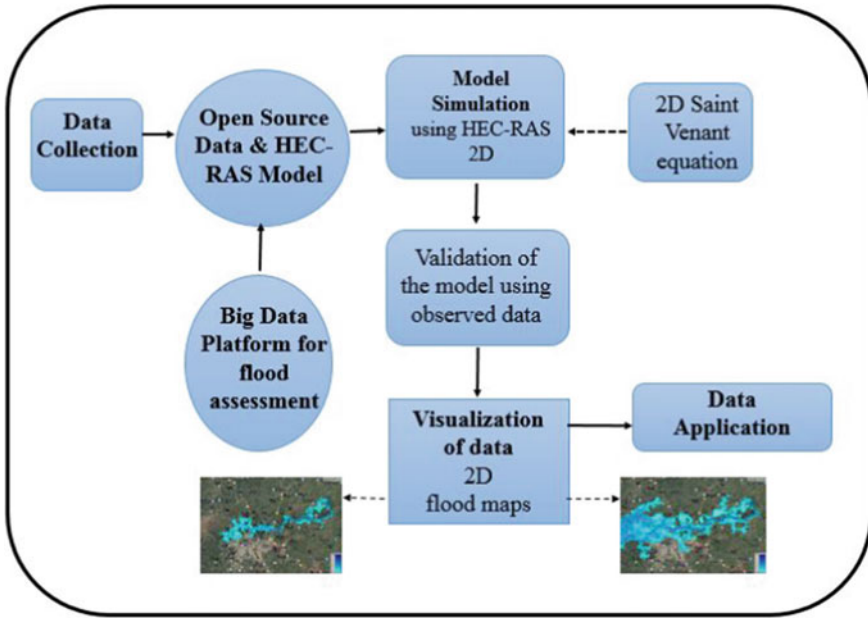 Data
Collection
Open Source
Data & HEC-
RAS Model
Model
Simulation
using HEC-RAS
2D
2D Saint
Venant
equation
Big Data
Platform for
flood
assessment
Validation of
the model using
observed data
Visualization
of data
2D
flood maps
Data
Application